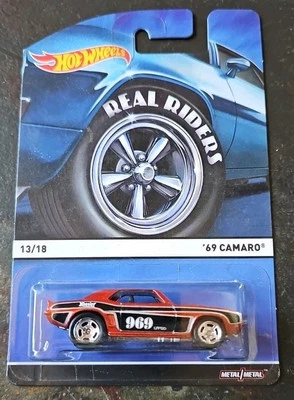 HOT WHEELS
REAL RIDERS
13/18
'69 CAMARO®
969
METAL/METAL